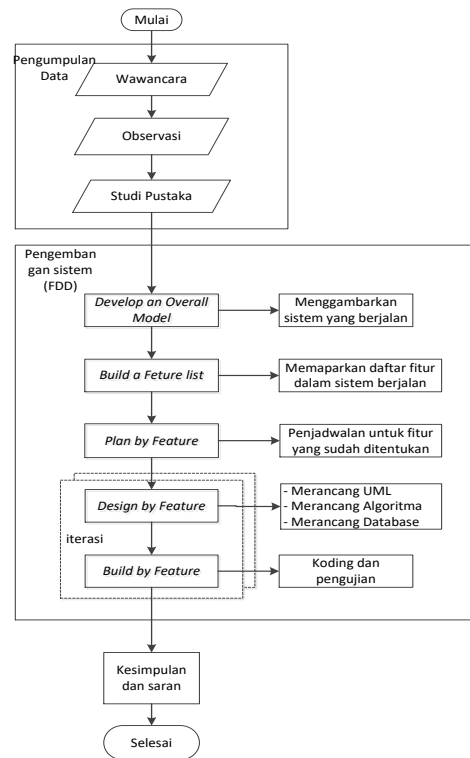 Mulai
Pengumpulan
Data
Wawancara
Observasi
Studi Pustaka
Pengemban
gan sistem
(FDD)
Develop an Overall
Model
Menggambarkan
sistem yang berjalan
Build a Feture list
Memaparkan daftar fitur
dalam sistem berjalan
Plan by Feature
Penjadwalan untuk fitur
yang sudah ditentukan
Design by Feature
- Merancang UML
- Merancang Algoritma
- Merancang Database
iterasi
Build by Feature
Koding dan
pengujian
Kesimpulan
dan saran
Selesai